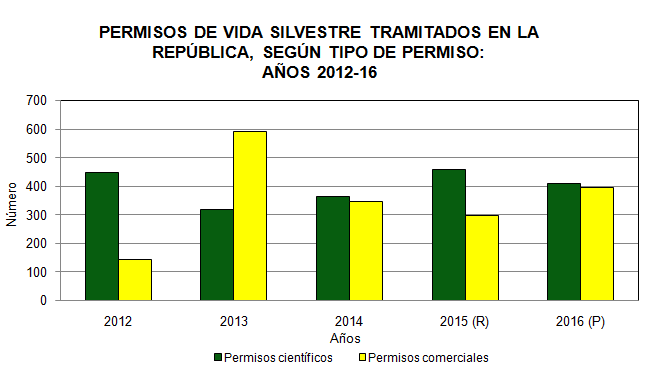 PERMISOS DE VIDA SILVESTRE TRAMITADOS EN LA
REPÚBLICA, SEGÚN TIPO DE PERMISO:
AÑOS 2012-16
700
600
500
400
300
200
100
0
Número
2012 2013 2014 2015 (R) 2016 (P)
Años
Permisos científicos Permisos comerciales